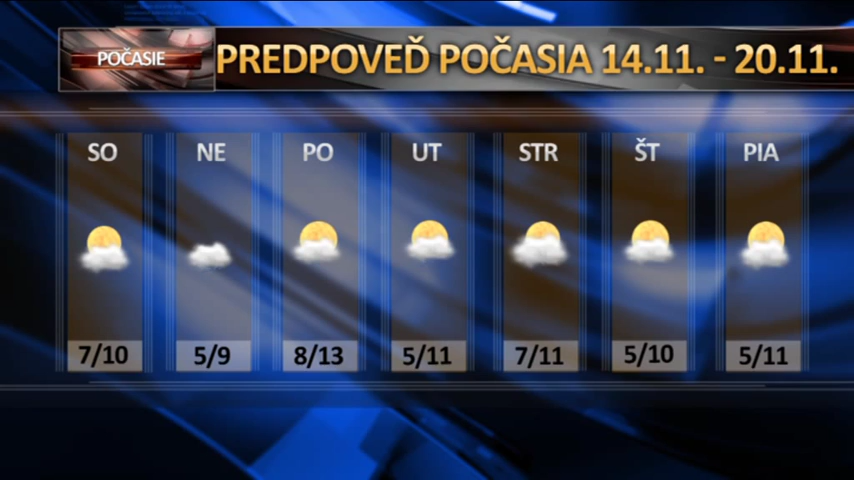 POČASIE
PREDPOVEĎ POČASIA 14.11. - 20.11.
SO NE PO UT STR ŠT PIA
7/10 5/9 8/13 5/11 7/11 5/10 5/11